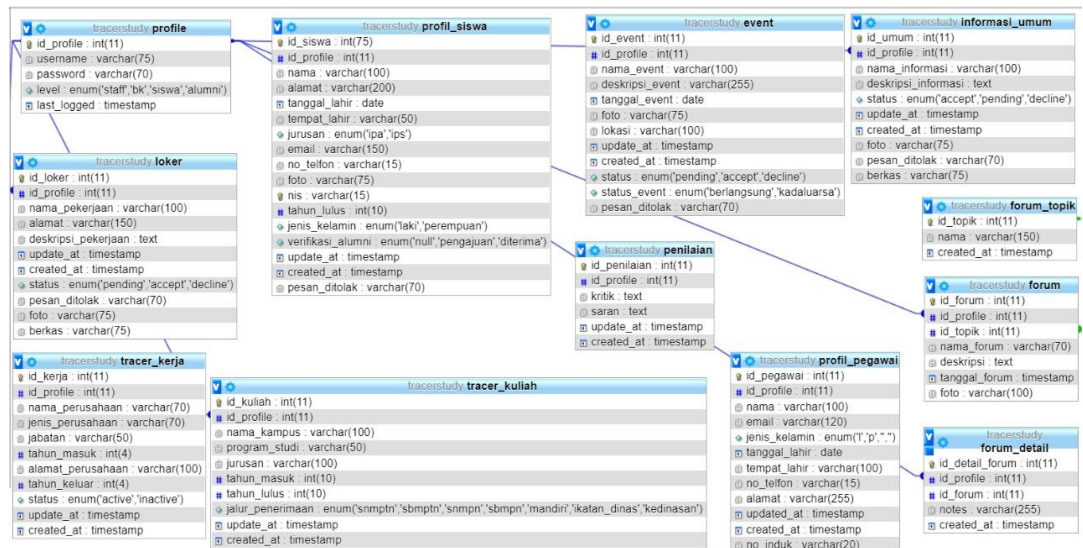 tracerstudy profile
id_profile : int(11)
username : varchar(75)
password : varchar(70)
level : enum('staff','bk','siswa','alumni')
last_logged : timestamp
tracerstudy profil_siswa
id_siswa : int(75)
id_profile : int(11)
nama : varchar(100)
alamat : varchar(200)
tanggal_lahir : date
tempat_lahir : varchar(50)
jurusan : enum('ipa','ips')
email : varchar(150)
no_telfon : varchar(15)
foto : varchar(75)
nis : varchar(15)
tahun_lulus : int(10)
jenis_kelamin : enum('laki','perempuan')
verifikasi_alumni : enum('null','pengajuan','diterima')
update_at : timestamp
created_at : timestamp
pesan_ditolak : varchar(70)
tracerstudy event
id_event : int(11)
id_profile : int(11)
nama_event : varchar(100)
deskripsi_event : varchar(255)
tanggal_event : date
foto : varchar(75)
lokasi : varchar(100)
update_at : timestamp
created_at : timestamp
status : enum('pending','accept','decline')
status_event : enum('berlangsung','kadaluarsa')
pesan_ditolak : varchar(70)
tracerstudy informasi_umum
id_umum : int(11)
id_profile : int(11)
nama_informasi : varchar(100)
deskripsi_informasi : text
status : enum('accept','pending','decline')
update_at : timestamp
created_at : timestamp
foto : varchar(75)
pesan_ditolak : varchar(70)
berkas : varchar(75)
tracerstudy loker
id_loker : int(11)
id_profile : int(11)
nama_pekerjaan : varchar(100)
alamat : varchar(150)
deskripsi_pekerjaan : text
update_at : timestamp
created_at : timestamp
status : enum('pending','accept','decline')
pesan_ditolak : varchar(70)
foto : varchar(75)
berkas : varchar(75)
tracerstudy forum_topik
id_topik : int(11)
nama : varchar(150)
tracerstudy penilaian
id_penilaian : int(11)
id_profile : int(11)
kritik : text
saran : text
update_at : timestamp
created_at : timestamp
tracerstudy forum
id_forum : int(11)
id_profile : int(11)
id_topik : int(11)
nama_forum : varchar(70)
deskripsi : text
tanggal_forum : timestamp
foto : varchar(100)
tracerstudy tracer_kerja
id_kerja : int(11)
id_profile : int(11)
nama_perusahaan : varchar(70)
jenis_perusahaan : varchar(70)
jabatan : varchar(50)
tahun_masuk : int(4)
alamat_perusahaan : varchar(100)
tahun_keluar : int(4)
status : enum('active','inactive')
update_at : timestamp
created_at : timestamp
tracerstudy tracer_kuliah
id_kuliah : int(11)
id_profile : int(11)
nama_kampus : varchar(100)
program_studi : varchar(50)
jurusan : varchar(100)
tahun_masuk : int(10)
tahun_lulus : int(10)
jalur_penerimaan : enum('snmptn','sbmptn','snmpn','sbmpn','mandiri','ikatan_dinas','kedinasan')
update_at : timestamp
created_at : timestamp
tracerstudy profil_pegawai
id_pegawai : int(11)
id_profile : int(11)
nama : varchar(100)
email : varchar(120)
jenis_kelamin : enum('l','p','','')
tanggal_lahir : date
tempat_lahir : varchar(100)
no_telfon : varchar(15)
alamat : varchar(255)
updated_at : timestamp
created_at : timestamp
no_induk : varchar(20)
tracerstudy
forum_detail
id_detail_forum : int(11)
id_profile : int(11)
id_forum : int(11)
notes : varchar(255)
created_at : timestamp